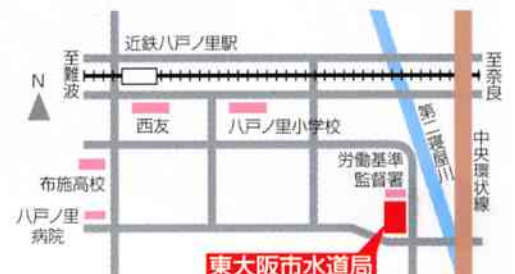 近鉄八戸ノ里駅
至難波
至奈良
N
西友
八戸ノ里小学校
第二寝屋川
中央環状線
労働基準
監督署
布施高校
八戸ノ里
病院
東大阪市水道局